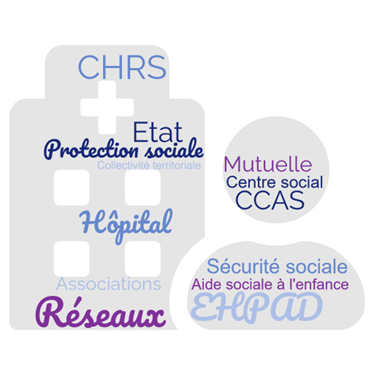 CHRS
Etat
Protection sociale
Collectivité territoriale
Mutuelle
Centre social
CCAS
Hôpital
Sécurité sociale
Associations
Aide sociale à l'enfance
Réseaux
EHPAD